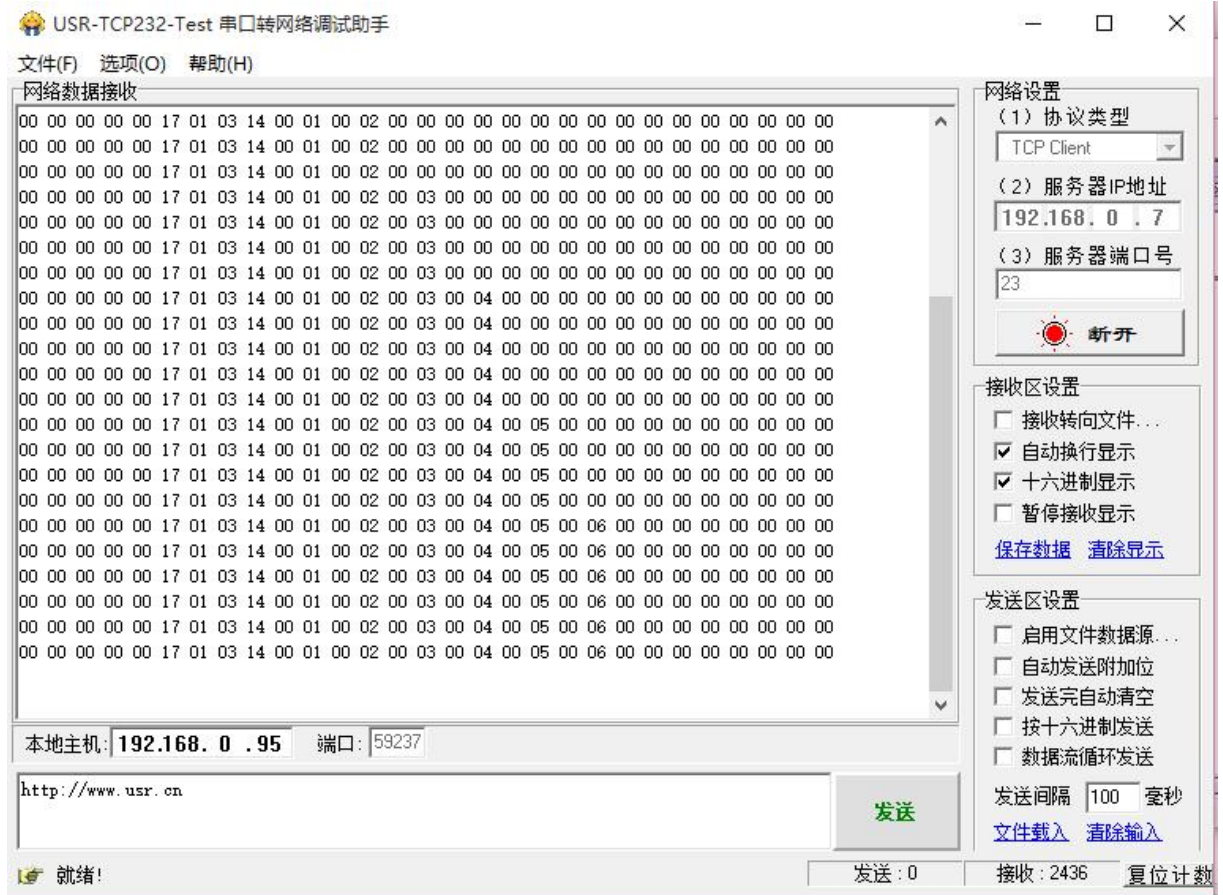 USR-TCP232-Test 串口转网络调试助手
文件(F) 选项(O) 帮助(H)
网络数据接收
00 00 00 00 00 17 01 03 14 00 01 00 02 00 00 00 00 00 00 00 00 00 00 00 00 00 00 00 00
00 00 00 00 00 17 01 03 14 00 01 00 02 00 00 00 00 00 00 00 00 00 00 00 00 00 00 00 00
00 00 00 00 00 17 01 03 14 00 01 00 02 00 00 00 00 00 00 00 00 00 00 00 00 00 00 00 00
00 00 00 00 00 17 01 03 14 00 01 00 02 00 00 00 00 00 00 00 00 00 00 00 00 00 00 00 00
00 00 00 00 00 17 01 03 14 00 01 00 02 00 00 00 00 00 00 00 00 00 00 00 00 00 00 00 00
00 00 00 00 00 17 01 03 14 00 01 00 02 00 00 00 00 00 00 00 00 00 00 00 00 00 00 00 00
00 00 00 00 00 17 01 03 14 00 01 00 02 00 00 00 00 00 00 00 00 00 00 00 00 00 00 00 00
00 00 00 00 00 17 01 03 14 00 01 00 02 00 03 00 04 00 00 00 00 00 00 00 00 00 00 00 00
00 00 00 00 00 17 01 03 14 00 01 00 02 00 03 00 04 00 00 00 00 00 00 00 00 00 00 00 00
00 00 00 00 00 17 01 03 14 00 01 00 02 00 03 00 04 00 00 00 00 00 00 00 00 00 00 00 00
00 00 00 00 00 17 01 03 14 00 01 00 02 00 03 00 04 00 00 00 00 00 00 00 00 00 00 00 00
00 00 00 00 00 17 01 03 14 00 01 00 02 00 03 00 04 00 00 00 00 00 00 00 00 00 00 00 00
00 00 00 00 00 17 01 03 14 00 01 00 02 00 03 00 04 00 05 00 00 00 00 00 00 00 00 00 00
00 00 00 00 00 17 01 03 14 00 01 00 02 00 03 00 04 00 05 00 00 00 00 00 00 00 00 00 00
00 00 00 00 00 17 01 03 14 00 01 00 02 00 03 00 04 00 05 00 00 00 00 00 00 00 00 00 00
00 00 00 00 00 17 01 03 14 00 01 00 02 00 03 00 04 00 05 00 00 00 00 00 00 00 00 00 00
00 00 00 00 00 17 01 03 14 00 01 00 02 00 03 00 04 00 05 00 06 00 00 00 00 00 00 00 00
00 00 00 00 00 17 01 03 14 00 01 00 02 00 03 00 04 00 05 00 06 00 00 00 00 00 00 00 00
00 00 00 00 00 17 01 03 14 00 01 00 02 00 03 00 04 00 05 00 06 00 00 00 00 00 00 00 00
00 00 00 00 00 17 01 03 14 00 01 00 02 00 03 00 04 00 05 00 06 00 00 00 00 00 00 00 00
00 00 00 00 00 17 01 03 14 00 01 00 02 00 03 00 04 00 05 00 06 00 00 00 00 00 00 00 00
00 00 00 00 00 17 01 03 14 00 01 00 02 00 03 00 04 00 05 00 06 00 00 00 00 00 00 00 00
本地主机: 192.168. 0 .95 端口: 59237
http://www.usr.cn
发送
网络设置
(1) 协议类型
TCP Client
(2) 服务器IP地址
192.168. 0 . 7
(3) 服务器端口号
23
断开
接收区设置
接收转向文件...
自动换行显示
十六进制显示
暂停接收显示
保存数据 清除显示
发送区设置
启用文件数据源...
自动发送附加位
发送完自动清空
按十六进制发送
数据流循环发送
发送间隔 100 毫秒
文件载入 清除输入
就绪! 发送 : 0 接收 : 2436 复位计数